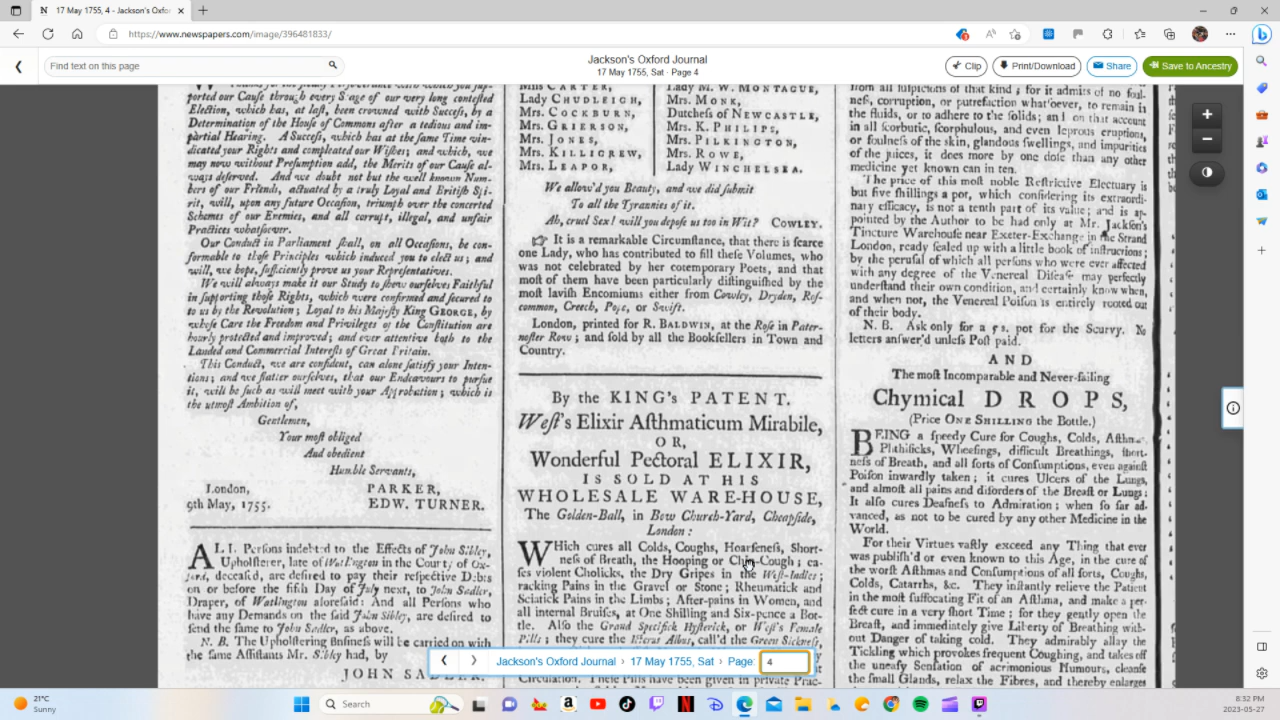 17 May 1755, 4 - Jackson's Oxfo
https://www.newspapers.com/image/396481833/
Find text on this page
Jackson's Oxford Journal
17 May 1755, Sat · Page 4
Clip
Print/Download
Share
Save to Ancestry
ported our Cauſe through every Stage of our very long conteſted
Election, which has, at laſt, been crowned with Succeſs, by a
Determination of the Houſe of Commons after a tedious and im-
partial Hearing. A Succeſs, which has at the ſame Time vin-
dicated your Rights and compleated our Wiſhes; and which, we
may now without Preſumption add, the Merits of our Cauſe al-
ways deſerved. And we doubt not but the well known Num-
bers of our Friends, actuated by a truly Loyal and Britiſh Spi-
rit, will, upon any future Occaſion, triumph over the concerted
Schemes of our Enemies, and all corrupt, illegal, and unfair
Practices whatſoever.
Our Conduct in Parliament ſhall, on all Occaſions, be con-
formable to thoſe Principles which induced you to elect us; and
will, we hope, ſufficiently prove us your Repreſentatives.
We will always make it our Study to ſhew ourſelves Faithful
in ſupporting thoſe Rights, which were confirmed and ſecured to
us by the Revolution; Loyal to his Majeſty King GEORGE, by
whoſe Care the Freedom and Privileges of the Conſtitution are
hourly protected and improved; and ever attentive both to the
Landed and Commercial Intereſts of Great Britain.
This Conduct, we are confident, can alone ſatisfy your Inten-
tions; and we flatter ourſelves, that our Endeavours to purſue
it, will be ſuch as will meet with your Approbation; which is
the utmoſt Ambition of,
Gentlemen,
Your moſt obliged
And obedient
Humble Servants,
London, PARKER,
9th May, 1755. EDW. TURNER.
ALL Perſons indebted to the Effects of John Sibley,
Upholſterer, late of Watlington in the County of Ox-
ford, deceaſed, are deſired to pay their reſpective Debts
on or before the fifth Day of July next, to John Sadler,
Draper, of Watlington aforeſaid: And all Perſons who
have any Demands on the ſaid John Sibley, are deſired to
ſend the ſame to John Sadler, as above.
N. B. The Upholſtering Buſineſs will be carried on with
the ſame Aſſiſtants Mr. Sibley had, by
JOHN SADLER.
Miſs CARTER,
Lady CHUDLEIGH,
Mrs. COCKBURN,
Mrs. GRIERSON,
Mrs. JONES,
Mrs. KILLIGREW,
Mrs. LEAPOR,
Lady M. W. MONTAGUE,
Mrs. MONK,
Dutcheſs of NEWCASTLE,
Mrs. K. PHILIPS,
Mrs. PILKINGTON,
Mrs. ROWE,
Lady WINCHELSEA.
We allow'd you Beauty, and we did ſubmit
To all the Tyrannies of it.
Ah, cruel Sex! will you depoſe us too in Wit? COWLEY.
☞ It is a remarkable Circumſtance, that there is ſcarce
one Lady, who has contributed to fill theſe Volumes, who
was not celebrated by her cotemporary Poets, and that
moſt of them have been particularly diſtinguiſhed by the
moſt laviſh Encomiums either from Cowley, Dryden, Roſ-
common, Creech, Pope, or Swift.
London, printed for R. BALDWIN, at the Roſe in Pater-
noſter Row; and ſold by all the Bookſellers in Town and
Country.
By the KING's PATENT.
Weſt's Elixir Aſthmaticum Mirabile,
OR,
Wonderful Pectoral ELIXIR,
IS SOLD AT HIS
WHOLESALE WARE-HOUSE,
The Golden-Ball, in Bow Church-Yard, Cheapſide,
London:
WHich cures all Colds, Coughs, Hoarſeneſs, Short-
neſs of Breath, the Hooping or Chin-Cough; ea-
ſes violent Cholicks, the Dry Gripes in the Weſt-Indies;
racking Pains in the Gravel or Stone; Rheumatick and
Sciatick Pains in the Limbs; After-pains in Women, and
all internal Bruiſes, at One Shilling and Six-pence a Bot-
tle. Alſo the Grand Specifick Hyſterick, or Weſt's Female
Pills; they cure the Icterus Albus, call'd the Green Sickneſs,
Circulation. Theſe Pills have been given in private Prac-
from all ſuſpicions of that kind; for it admits of no foul-
neſs, corruption, or putrefaction whatſoever, to remain in
the fluids, or to adhere to the ſolids; and on that account
in all ſcorbutic, ſcorphulous, and even leprous eruptions,
or foulneſs of the skin, glandous ſwellings, and impurities
of the juices, it does more by one doſe than any other
medicine yet known can in ten.
The price of this moſt noble Reſtrictive Electuary is
but five ſhillings a pot, which conſidering its extraordi-
nary efficacy, is not a tenth part of its value; and is ap-
pointed by the Author to be had only at Mr. Jackſon's
Tincture Warehouſe near Exeter-Exchange in the Strand
London, ready ſealed up with a little book of inſtructions;
by the peruſal of which all perſons who were ever affected
with any degree of the Venereal Diſeaſe may perfectly
underſtand their own condition, and certainly know when,
and when not, the Venereal Poiſon is entirely rooted out
of their body.
N. B. Ask only for a 5 s. pot for the Scurvy. No
letters anſwer'd unleſs Poſt paid.
AND
The moſt Incomparable and Never-failing
Chymical DROPS,
(Price ONE SHILLING the Bottle.)
BEING a ſpeedy Cure for Coughs, Colds, Aſthma's
Phthiſicks, Wheeſings, difficult Breathings, ſhort-
neſs of Breath, and all ſorts of Conſumptions, even againſt
Poiſon inwardly taken; it cures Ulcers of the Lungs,
and almoſt all pains and diſorders of the Breaſt or Lungs:
It alſo cures Deafneſs to Admiration; when ſo far ad-
vanced, as not to be cured by any other Medicine in the
World.
For their Virtues vaſtly exceed any Thing that ever
was publiſh'd or even known to this Age, in the cure of
the worſt Aſthmas and Conſumptions of all ſorts, Coughs,
Colds, Catarrhs, &c. They inſtantly relieve the Patient
in the moſt ſuffocating Fit of an Aſthma, and make a per-
fect cure in a very ſhort Time; for they gently open the
Breaſt, and immediately give Liberty of Breathing with-
out Danger of taking cold. They admirably allay the
Tickling which provokes frequent Coughing, and takes off
the uneaſy Senſation of acrimonious Humours, cleanſe
the ſmall Glands, relax the Fibres, and thereby enlarges
Jackson's Oxford Journal › 17 May 1755, Sat › Page: 4
21°C
Sunny
Search
8:32 PM
2023-05-27